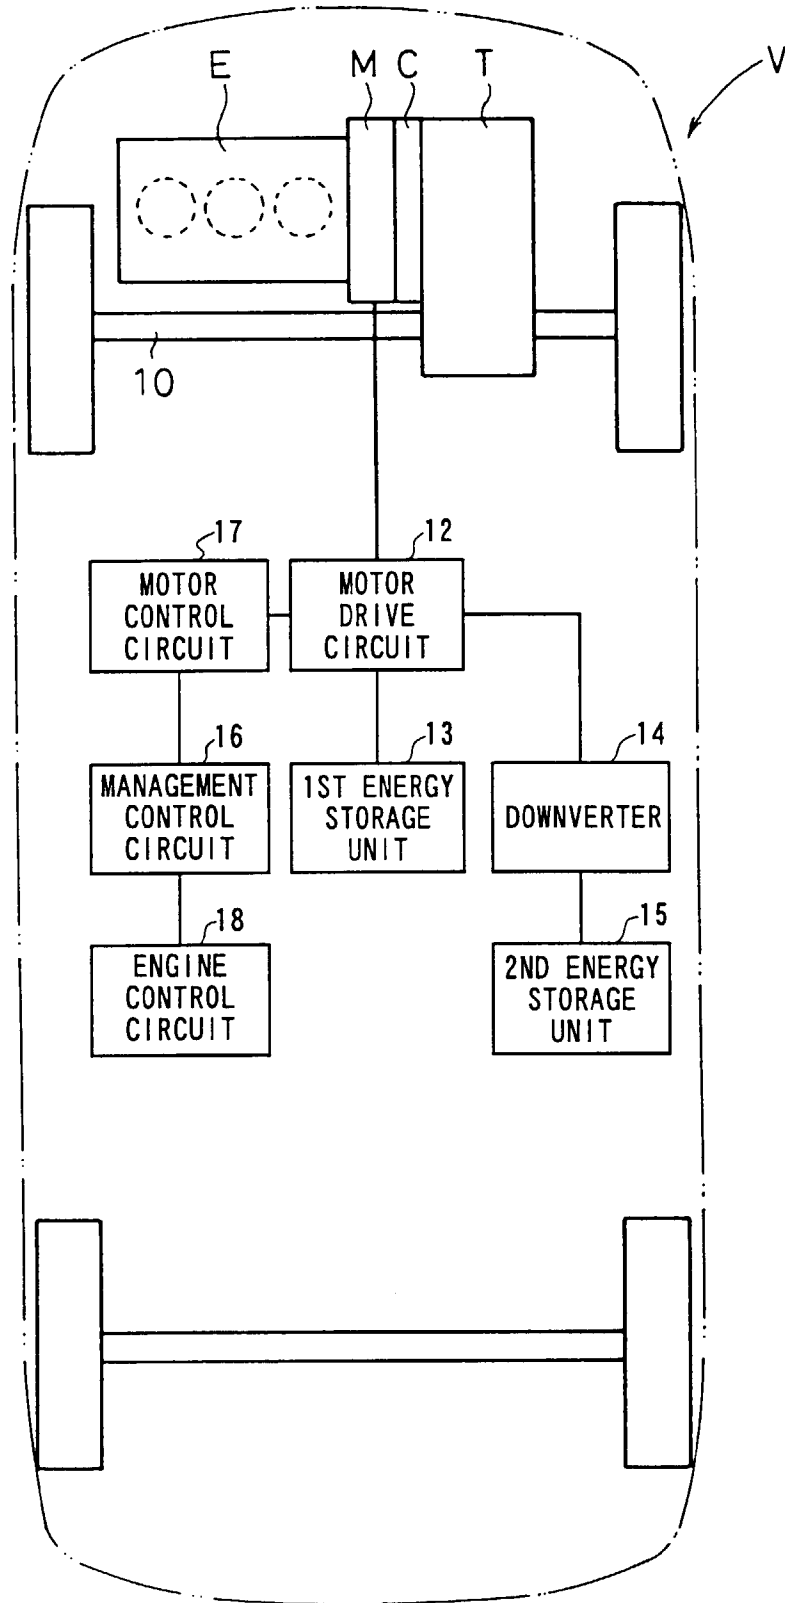 E
M
C
T
V
10
17
MOTOR
CONTROL
CIRCUIT
12
MOTOR
DRIVE
CIRCUIT
16
MANAGEMENT
CONTROL
CIRCUIT
13
1ST ENERGY
STORAGE
UNIT
14
DOWNVERTER
18
ENGINE
CONTROL
CIRCUIT
15
2ND ENERGY
STORAGE
UNIT